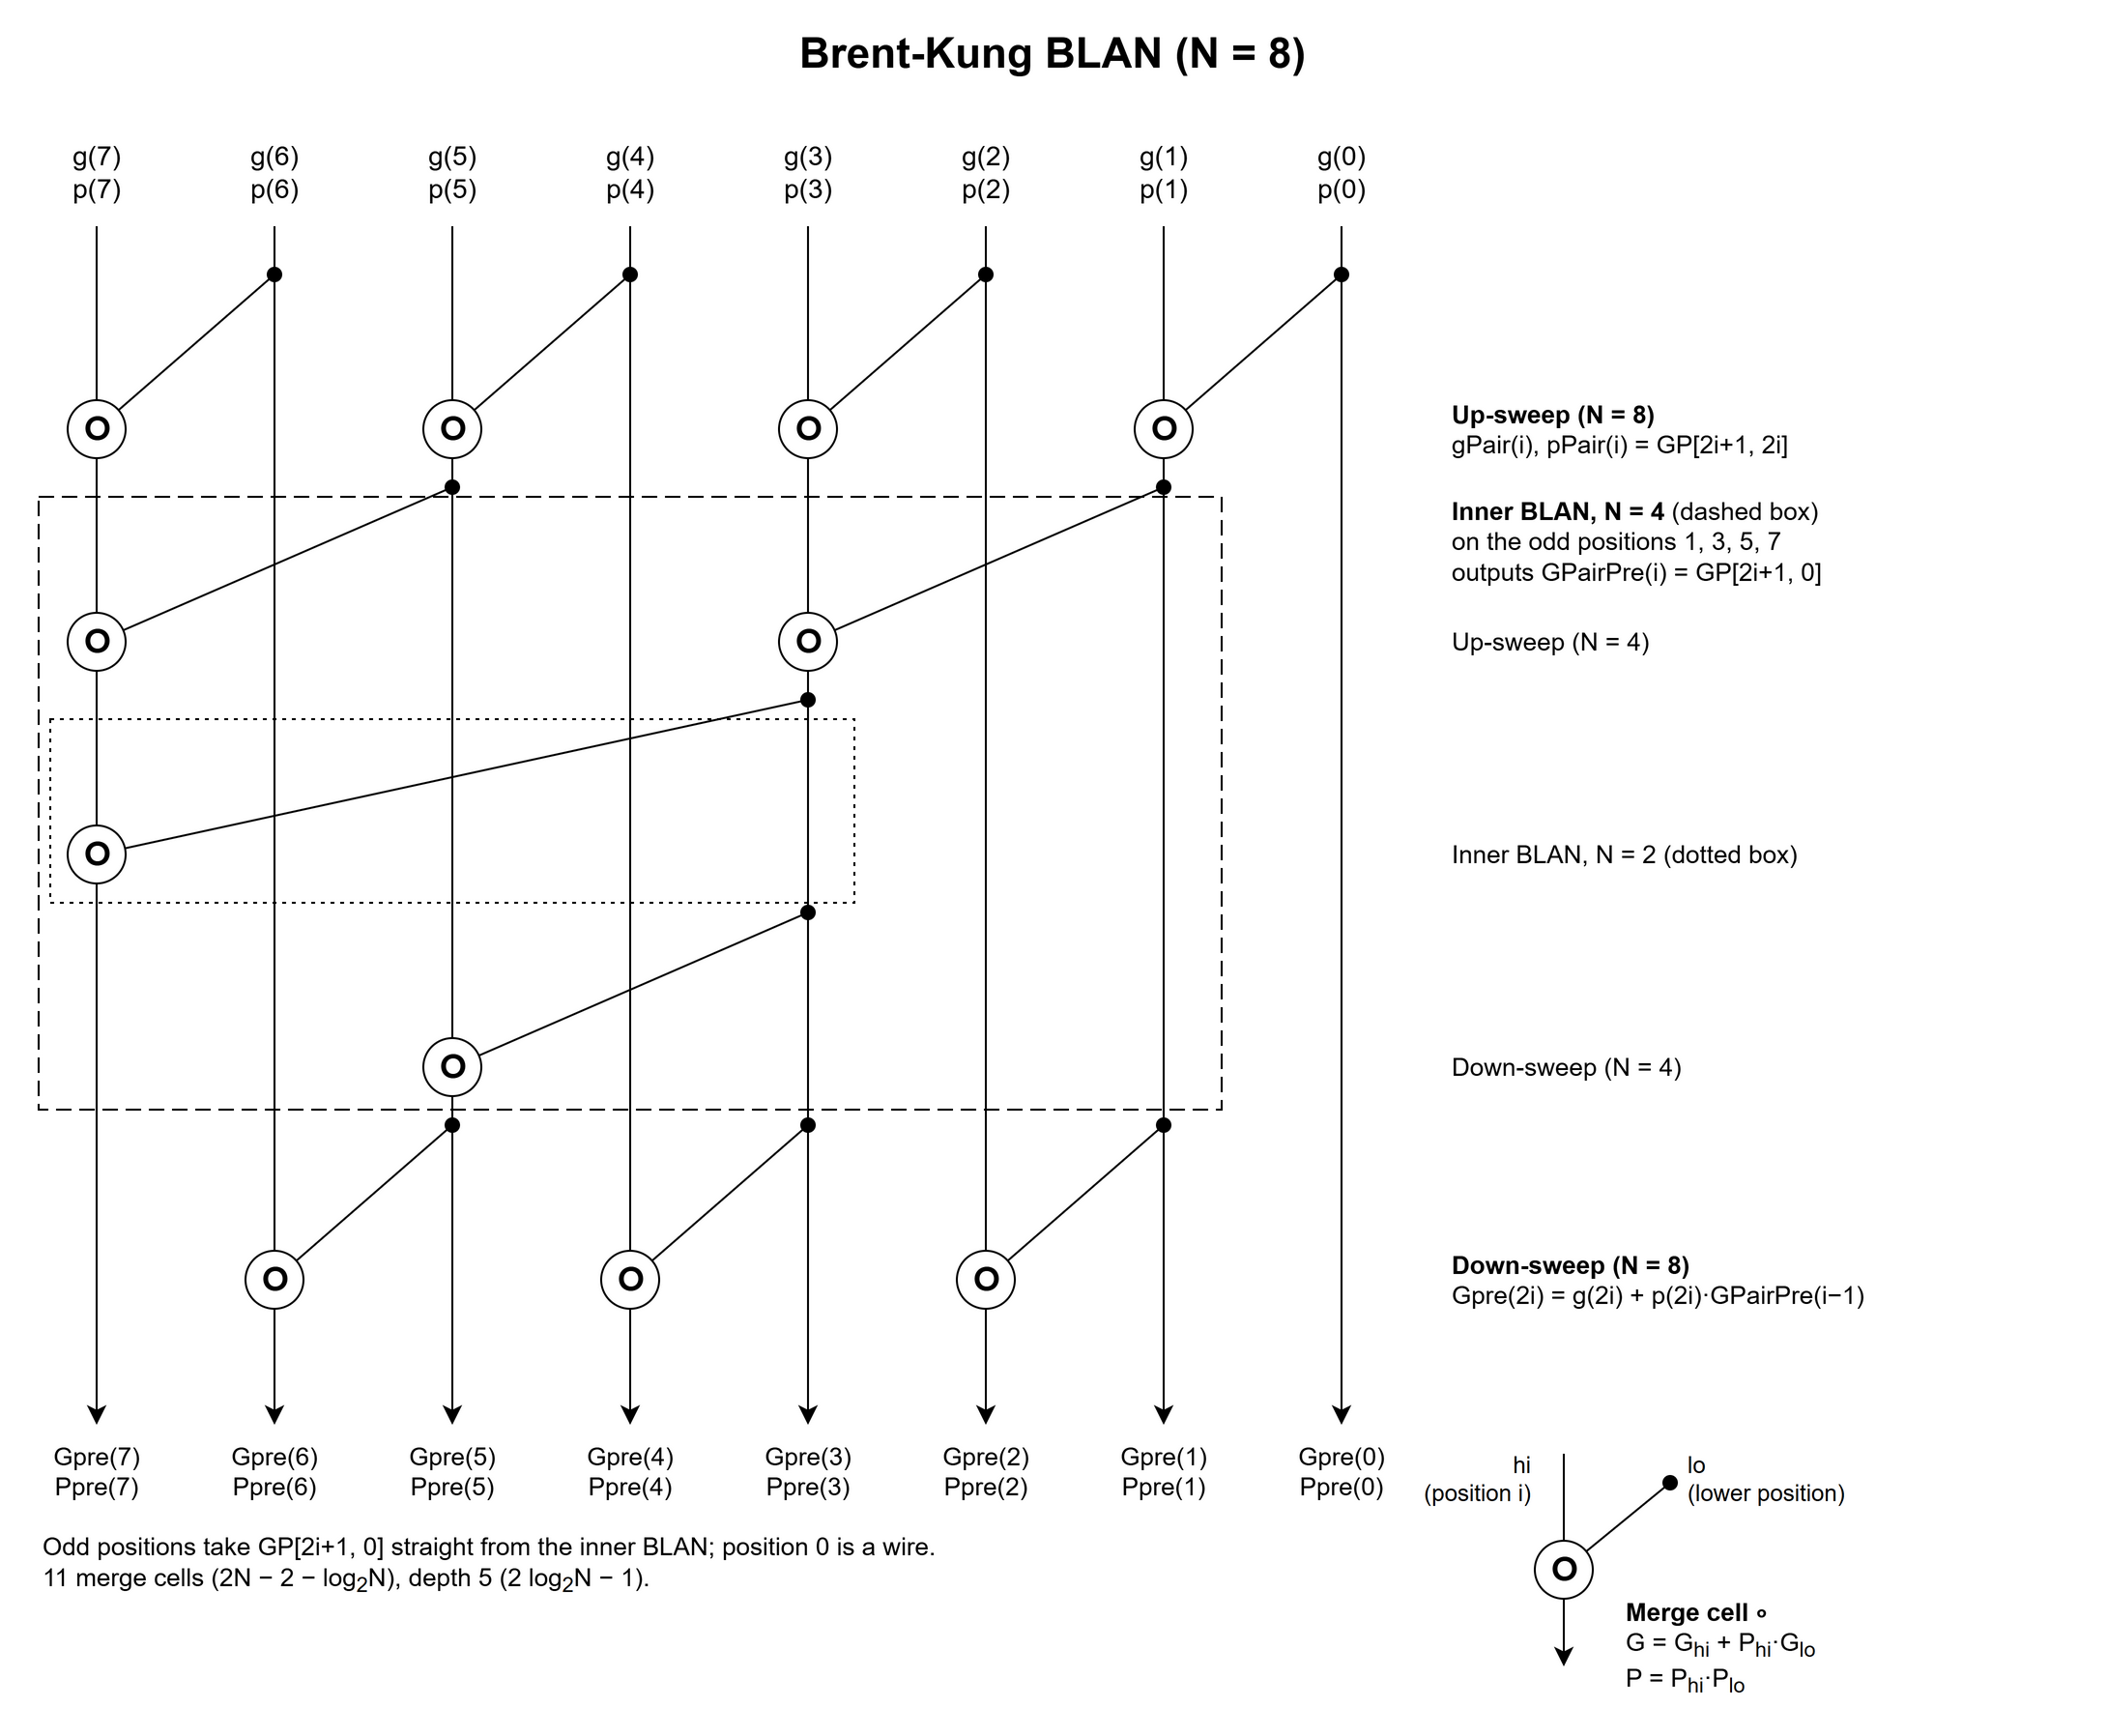 Brent-Kung BLAN (N = 8)
g(7) g(6) g(5) g(4) g(3) g(2) g(1) g(0)
p(7) p(6) p(5) p(4) p(3) p(2) p(1) p(0)
Up-sweep (N = 8)
gPair(i), pPair(i) = GP[2i+1, 2i]
Inner BLAN, N = 4 (dashed box)
on the odd positions 1, 3, 5, 7
outputs GPairPre(i) = GP[2i+1, 0]
Up-sweep (N = 4)
Inner BLAN, N = 2 (dotted box)
Down-sweep (N = 4)
Down-sweep (N = 8)
Gpre(2i) = g(2i) + p(2i)·GPairPre(i−1)
Gpre(7) Gpre(6) Gpre(5) Gpre(4) Gpre(3) Gpre(2) Gpre(1) Gpre(0)
Ppre(7) Ppre(6) Ppre(5) Ppre(4) Ppre(3) Ppre(2) Ppre(1) Ppre(0)
hi
(position i)
lo
(lower position)
Odd positions take GP[2i+1, 0] straight from the inner BLAN; position 0 is a wire.
11 merge cells (2N − 2 − log₂N), depth 5 (2 log₂N − 1).
Merge cell ∘
G = Ghi + Phi·Glo
P = Phi·Plo